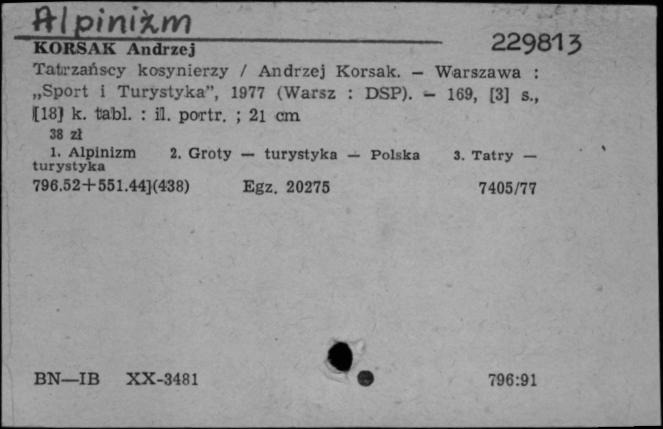 Alpinizm
KORSAK Andrzej 229813
Tatrzańscy kosynierzy / Andrzej Korsak. — Warszawa :
„Sport i Turystyka”, 1977 (Warsz : DSP). — 169, [3] s.,
[18] k. tabl. : il. portr. ; 21 cm
38 zł
1. Alpinizm 2. Groty — turystyka — Polska 3. Tatry —
turystyka
796.52+551.44](438) Egz. 20275 7405/77
BN—IB XX-3481 796:91